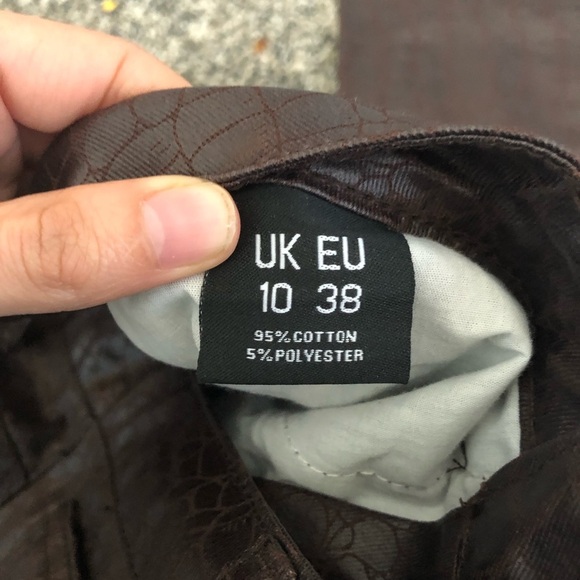 UK EU
10 38
95%COTTON
5%POLYESTER